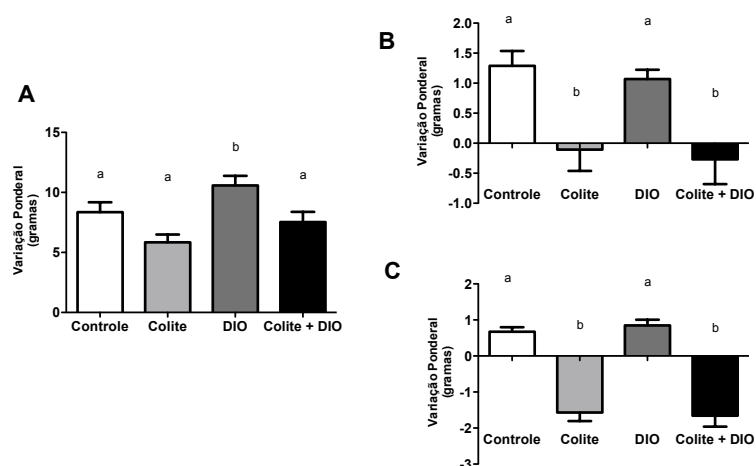 A
Variação Ponderal
(gramas)
15
10
5
0
a
a
b
a
Controle
Colite
DIO
Colite + DIO
B
Variação Ponderal
(gramas)
2.0
1.5
1.0
0.5
0.0
-0.5
-1.0
a
b
a
b
Controle
Colite
DIO
Colite + DIO
C
Variação Ponderal
(gramas)
2
1
0
-1
-2
-3
a
b
a
b
Controle
Colite
DIO
Colite + DIO